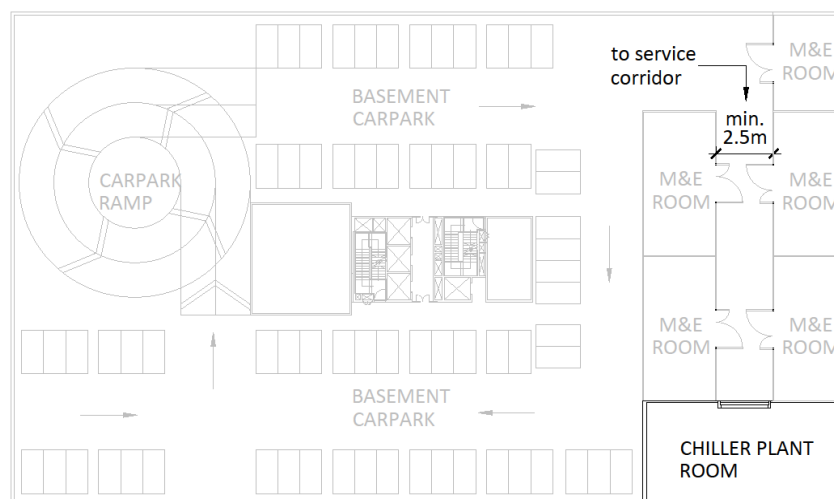 M&E
ROOM
to service
corridor
BASEMENT
CARPARK
min.
2.5m
CARPARK
RAMP
M&E
ROOM
M&E
ROOM
M&E
ROOM
M&E
ROOM
BASEMENT
CARPARK
CHILLER PLANT
ROOM